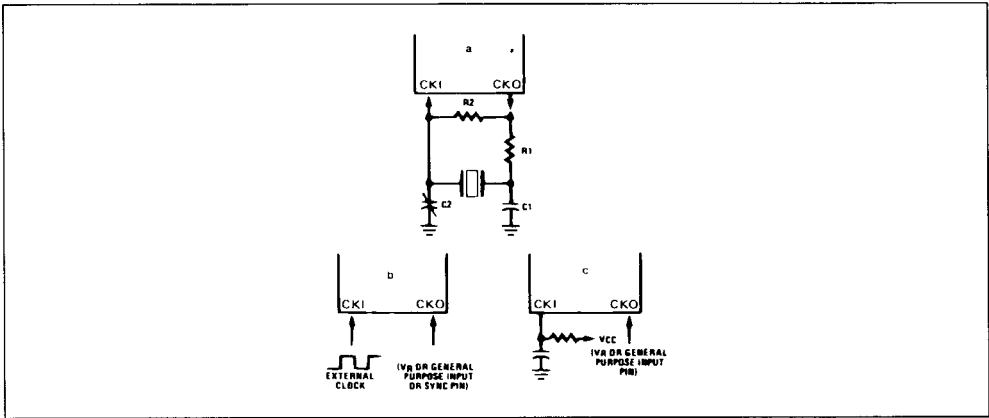 a
CKI CKO
R2
R1
C2 C1
b
CKI CKO
EXTERNAL
CLOCK
(VR OR GENERAL
PURPOSE INPUT
OR SYNC PIN)
c
CKI CKO
VCC
(VR OR GENERAL
PURPOSE INPUT
PIN)